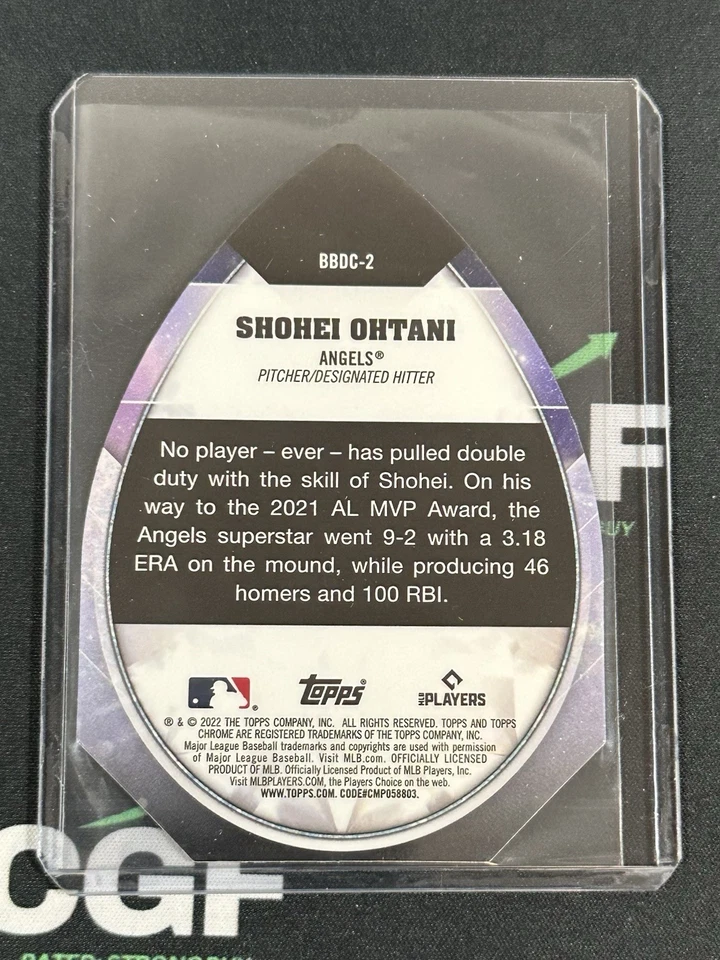 BBDC-2
SHOHEI OHTANI
ANGELS®
PITCHER/DESIGNATED HITTER
No player – ever – has pulled double
duty with the skill of Shohei. On his
way to the 2021 AL MVP Award, the
Angels superstar went 9-2 with a 3.18
ERA on the mound, while producing 46
homers and 100 RBI.
Topps®
MLB PLAYERS
® & © 2022 THE TOPPS COMPANY, INC. ALL RIGHTS RESERVED. TOPPS AND TOPPS
CHROME ARE REGISTERED TRADEMARKS OF THE TOPPS COMPANY, INC.
Major League Baseball trademarks and copyrights are used with permission
of Major League Baseball. Visit MLB.com. OFFICIALLY LICENSED
PRODUCT OF MLB. Officially Licensed Product of MLB Players, Inc.
Visit MLBPLAYERS.COM, the Players Choice on the web.
WWW.TOPPS.COM. CODE#CMP058803.
F
UY
CGF